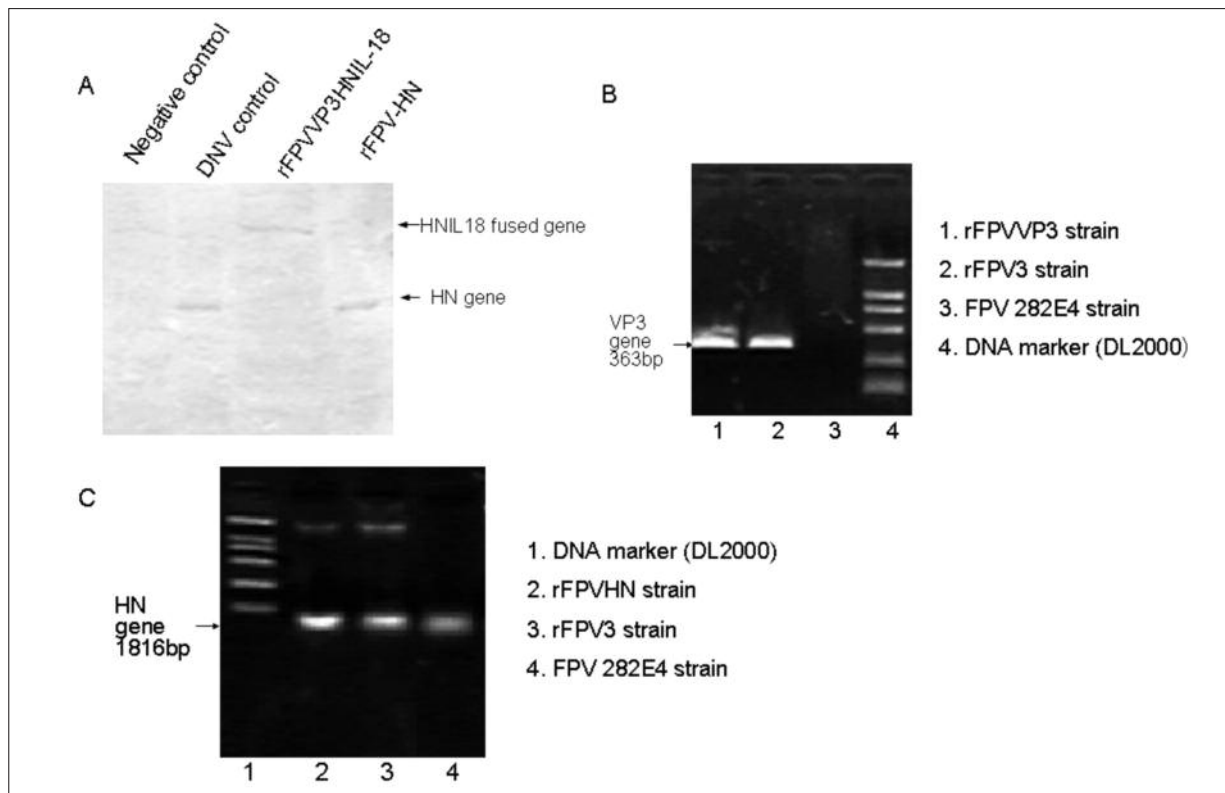 A
Negative control
DNV control
rFPVVP3HNIL-18
rFPV-HN
HNIL18 fused gene
HN gene
B
VP3
gene
363bp
1. rFPVVP3 strain
2. rFPV3 strain
3. FPV 282E4 strain
4. DNA marker (DL2000)
1 2 3 4
C
HN
gene
1816bp
1. DNA marker (DL2000)
2. rFPVHN strain
3. rFPV3 strain
4. FPV 282E4 strain
1 2 3 4